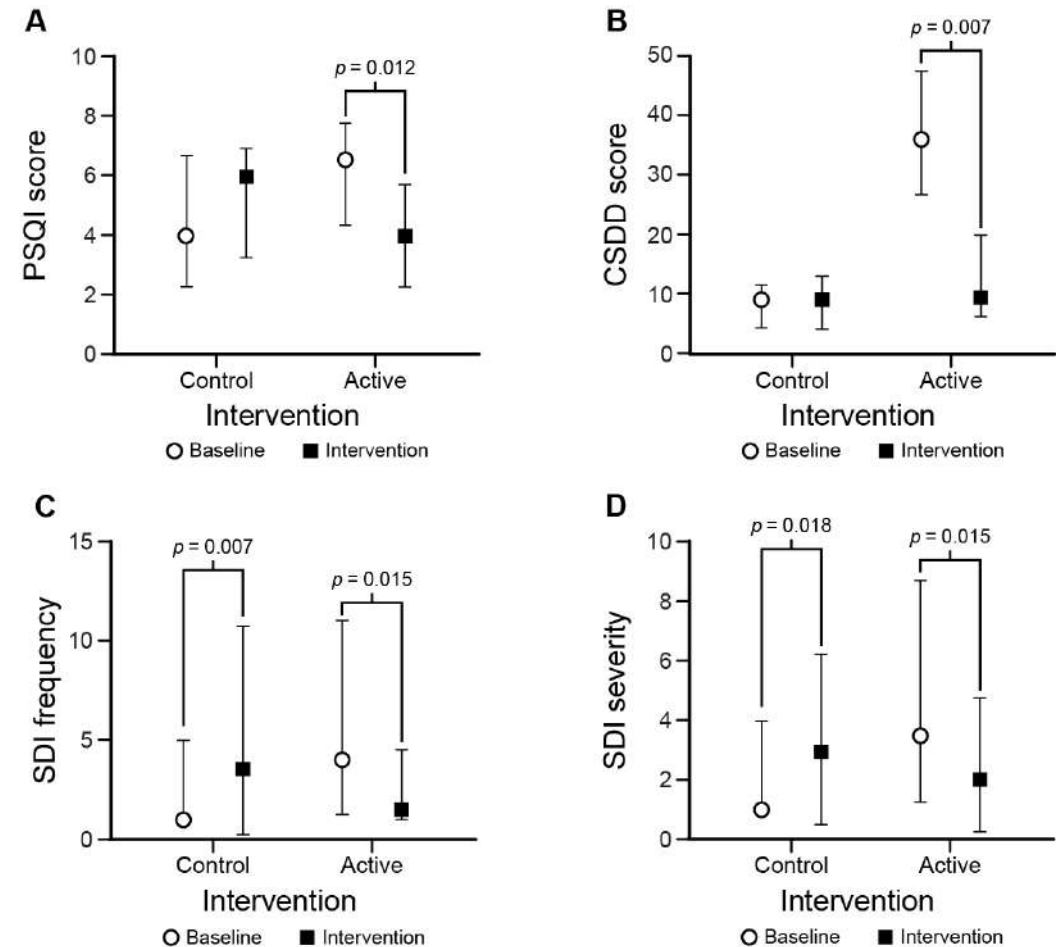 A
PSQI score
10
8
6
4
2
0
p = 0.012
Control
Active
Intervention
Baseline
Intervention
B
CSDD score
50
40
30
20
10
0
p = 0.007
Control
Active
Intervention
Baseline
Intervention
C
SDI frequency
15
10
5
0
p = 0.007
p = 0.015
Control
Active
Intervention
Baseline
Intervention
D
SDI severity
10
8
6
4
2
0
p = 0.018
p = 0.015
Control
Active
Intervention
Baseline
Intervention